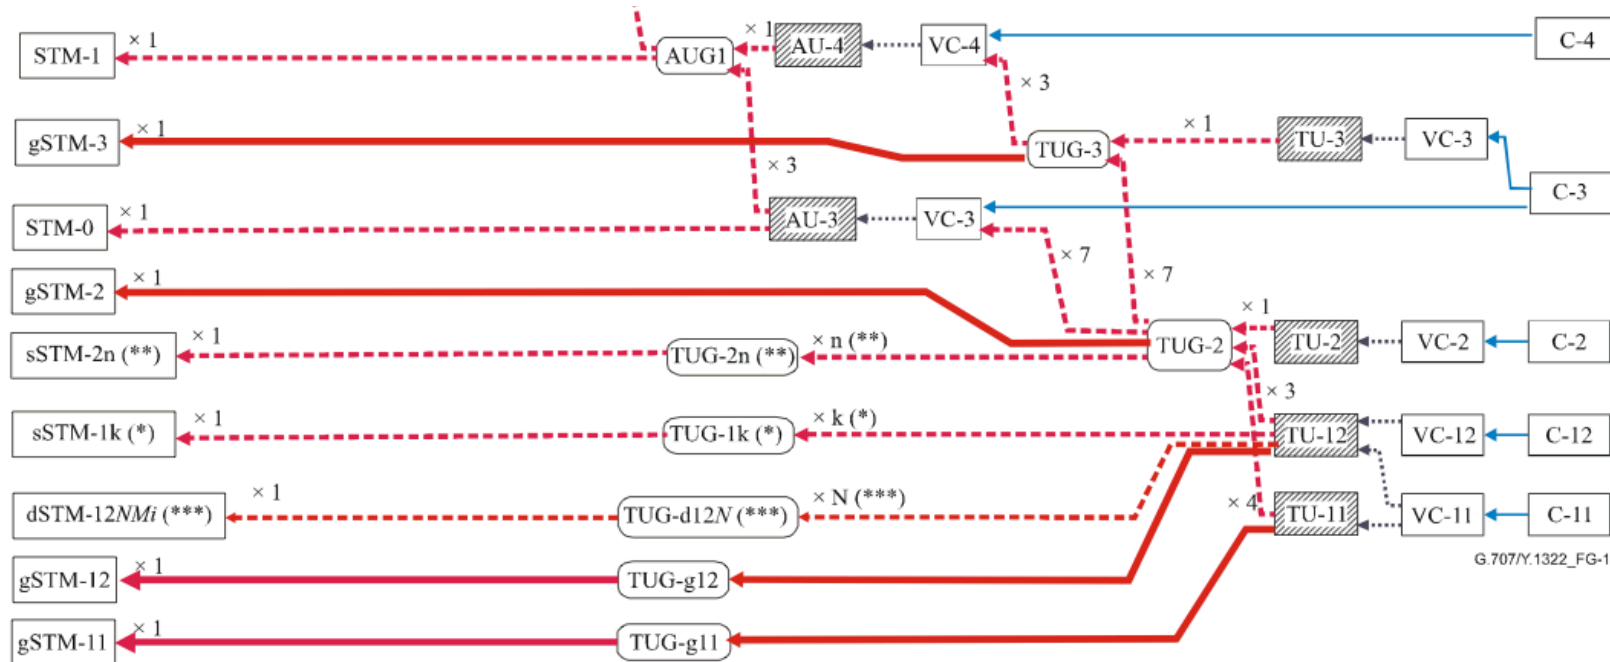 STM-1
× 1
AUG1
× 1
AU-4
VC-4
C-4
× 3
gSTM-3
× 1
TUG-3
× 1
TU-3
VC-3
C-3
× 3
STM-0
× 1
AU-3
VC-3
× 7
× 7
gSTM-2
× 1
sSTM-2n (**)
× 1
TUG-2n (**)
× n (**)
TUG-2
× 1
TU-2
VC-2
C-2
× 3
sSTM-1k (*)
× 1
TUG-1k (*)
× k (*)
TU-12
VC-12
C-12
dSTM-12NMi (***)
× 1
TUG-d12N (***)
× N (***)
× 4
TU-11
VC-11
C-11
G.707/Y.1322_FG-1
gSTM-12
× 1
TUG-g12
gSTM-11
× 1
TUG-g11